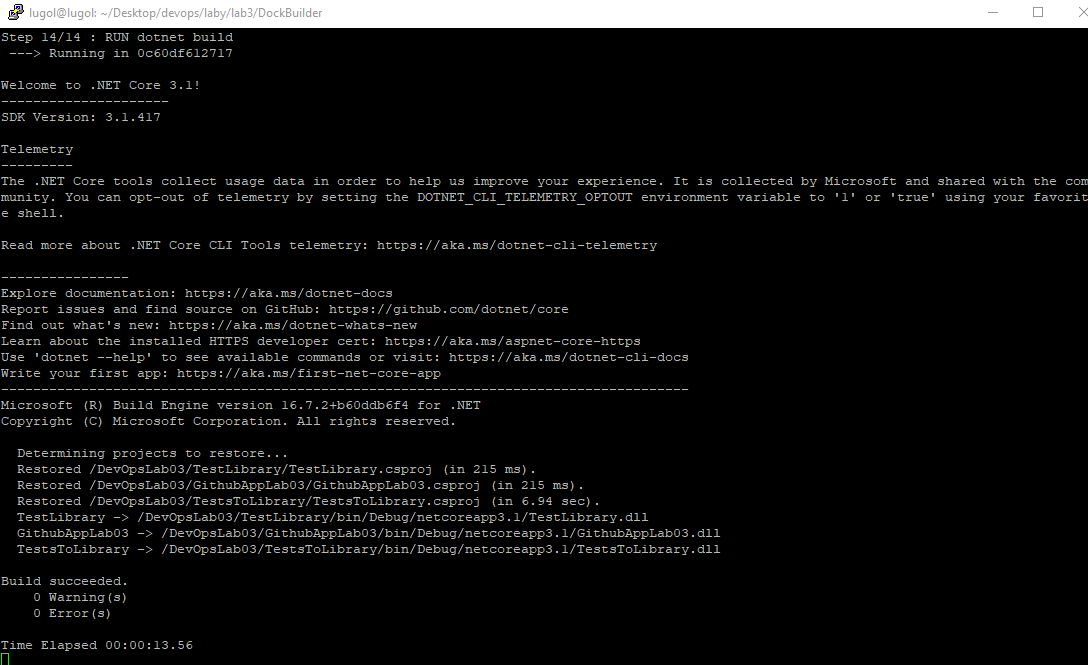 lugol@lugol: ~/Desktop/devops/laby/lab3/DockBuilder
Step 14/14 : RUN dotnet build
 ---> Running in 0c60df612717

Welcome to .NET Core 3.1!
---------------------
SDK Version: 3.1.417

Telemetry
---------
The .NET Core tools collect usage data in order to help us improve your experience. It is collected by Microsoft and shared with the com
munity. You can opt-out of telemetry by setting the DOTNET_CLI_TELEMETRY_OPTOUT environment variable to '1' or 'true' using your favorit
e shell.

Read more about .NET Core CLI Tools telemetry: https://aka.ms/dotnet-cli-telemetry

----------------
Explore documentation: https://aka.ms/dotnet-docs
Report issues and find source on GitHub: https://github.com/dotnet/core
Find out what's new: https://aka.ms/dotnet-whats-new
Learn about the installed HTTPS developer cert: https://aka.ms/aspnet-core-https
Use 'dotnet --help' to see available commands or visit: https://aka.ms/dotnet-cli-docs
Write your first app: https://aka.ms/first-net-core-app
--------------------------------------------------------------------------------------
Microsoft (R) Build Engine version 16.7.2+b60ddb6f4 for .NET
Copyright (C) Microsoft Corporation. All rights reserved.

  Determining projects to restore...
  Restored /DevOpsLab03/TestLibrary/TestLibrary.csproj (in 215 ms).
  Restored /DevOpsLab03/GithubAppLab03/GithubAppLab03.csproj (in 215 ms).
  Restored /DevOpsLab03/TestsToLibrary/TestsToLibrary.csproj (in 6.94 sec).
  TestLibrary -> /DevOpsLab03/TestLibrary/bin/Debug/netcoreapp3.1/TestLibrary.dll
  GithubAppLab03 -> /DevOpsLab03/GithubAppLab03/bin/Debug/netcoreapp3.1/GithubAppLab03.dll
  TestsToLibrary -> /DevOpsLab03/TestsToLibrary/bin/Debug/netcoreapp3.1/TestsToLibrary.dll

Build succeeded.
    0 Warning(s)
    0 Error(s)

Time Elapsed 00:00:13.56